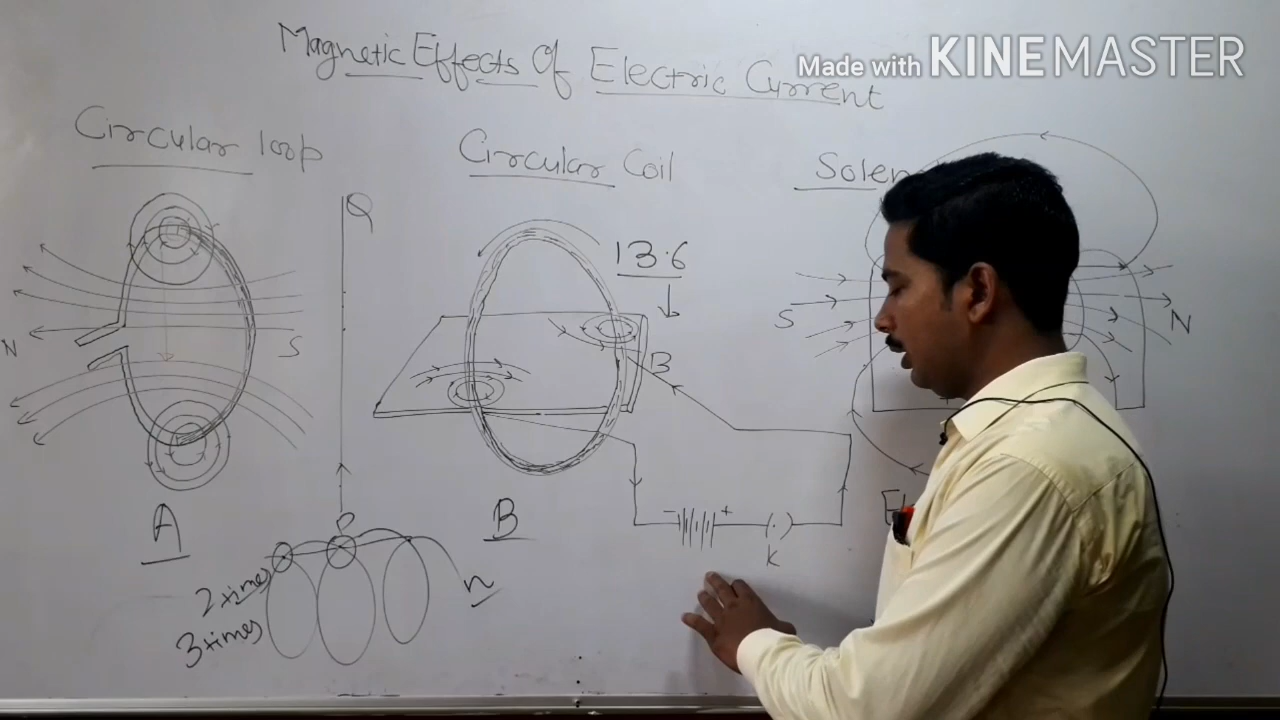 Made with KINEMASTER
Magnetic Effects Of Electric Current
Circular loop
Circular Coil
Solen
Q
13.6
N
S
B
S
N
P
A
B
- +
K
2 times
3 times
n